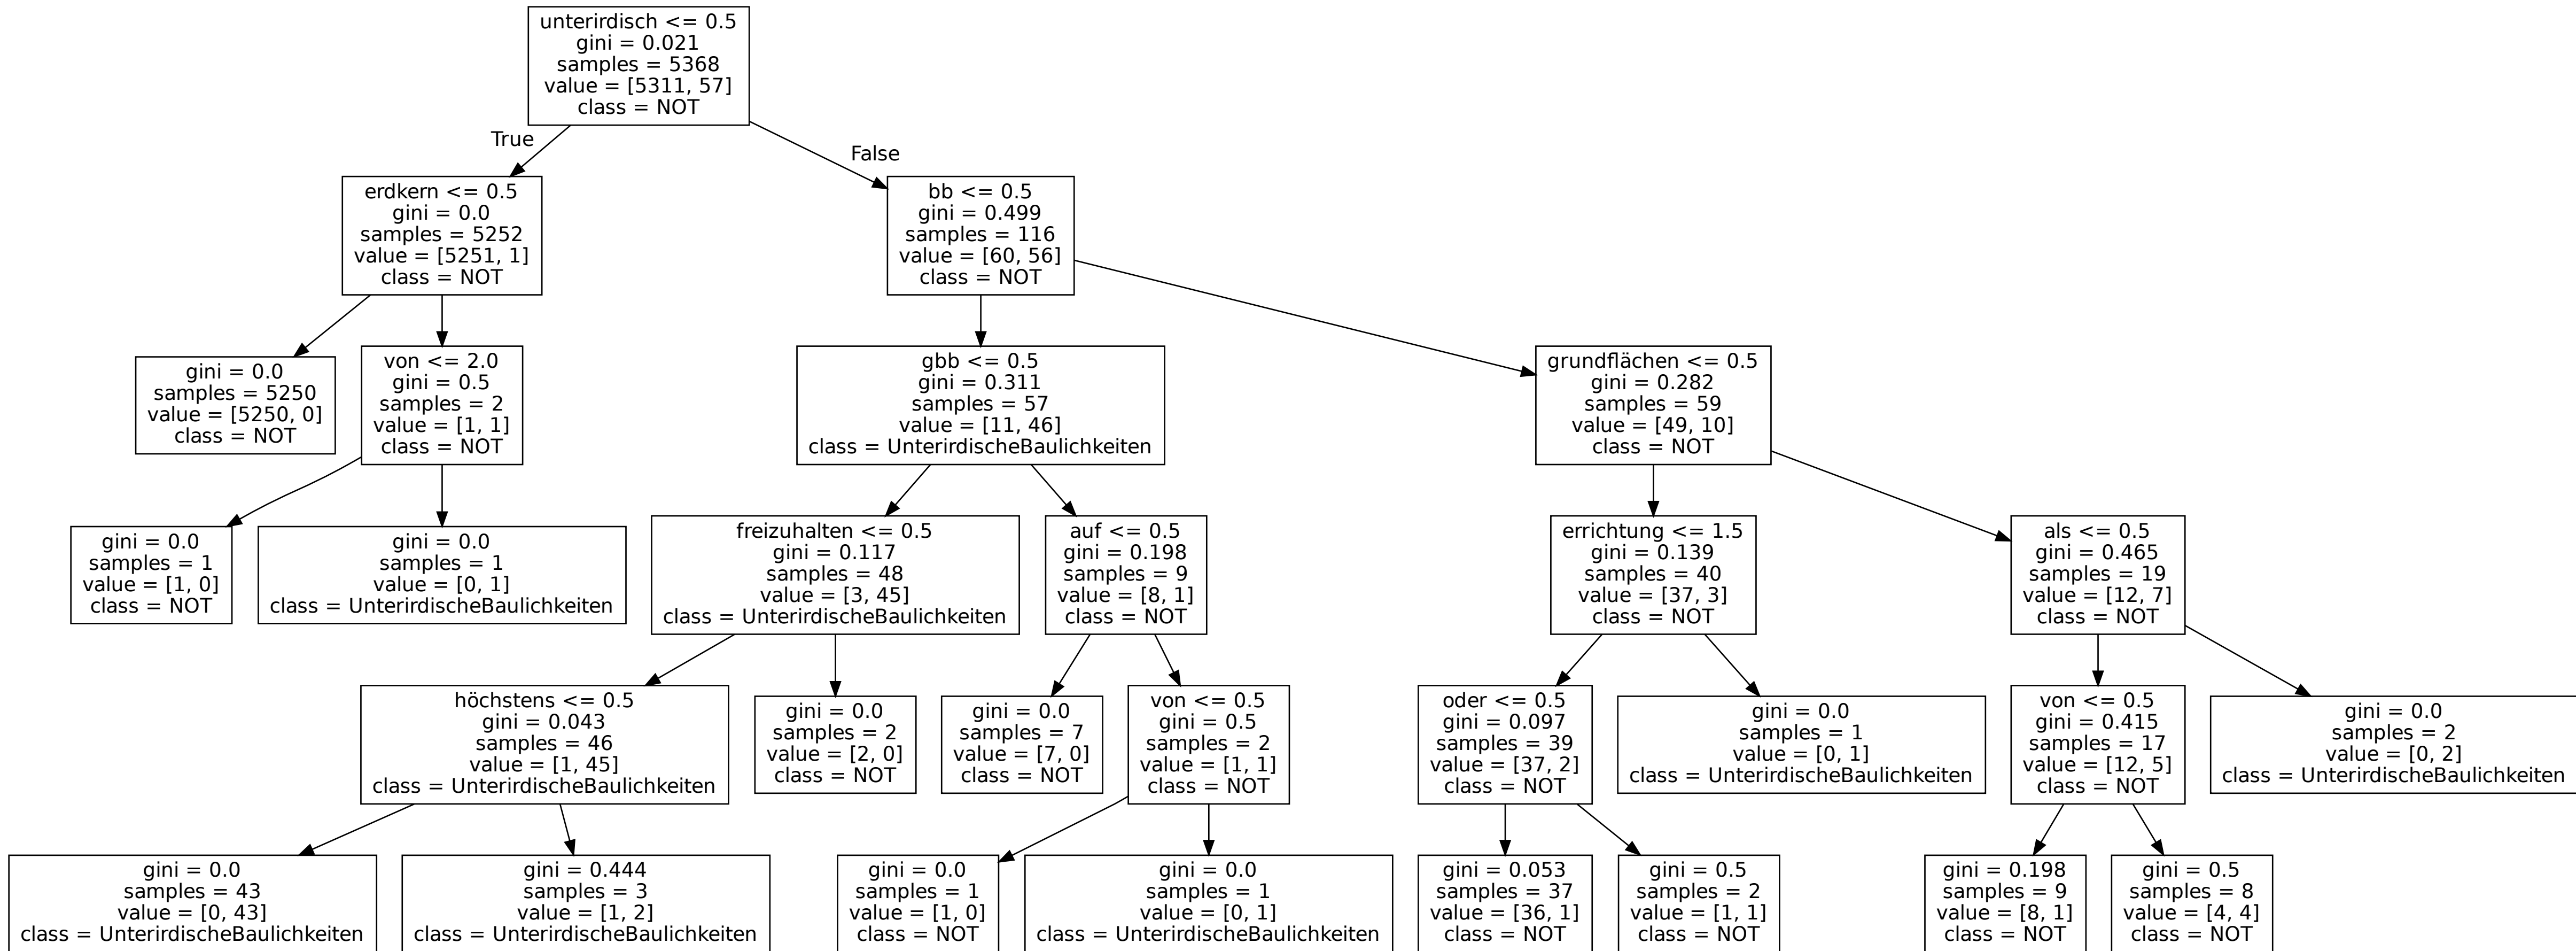 unterirdisch <= 0.5
gini = 0.021
samples = 5368
value = [5311, 57]
class = NOT
True
False
erdkern <= 0.5
gini = 0.0
samples = 5252
value = [5251, 1]
class = NOT
bb <= 0.5
gini = 0.499
samples = 116
value = [60, 56]
class = NOT
gini = 0.0
samples = 5250
value = [5250, 0]
class = NOT
von <= 2.0
gini = 0.5
samples = 2
value = [1, 1]
class = NOT
gbb <= 0.5
gini = 0.311
samples = 57
value = [11, 46]
class = UnterirdischeBaulichkeiten
grundflächen <= 0.5
gini = 0.282
samples = 59
value = [49, 10]
class = NOT
gini = 0.0
samples = 1
value = [1, 0]
class = NOT
gini = 0.0
samples = 1
value = [0, 1]
class = UnterirdischeBaulichkeiten
freizuhalten <= 0.5
gini = 0.117
samples = 48
value = [3, 45]
class = UnterirdischeBaulichkeiten
auf <= 0.5
gini = 0.198
samples = 9
value = [8, 1]
class = NOT
errichtung <= 1.5
gini = 0.139
samples = 40
value = [37, 3]
class = NOT
als <= 0.5
gini = 0.465
samples = 19
value = [12, 7]
class = NOT
höchstens <= 0.5
gini = 0.043
samples = 46
value = [1, 45]
class = UnterirdischeBaulichkeiten
gini = 0.0
samples = 2
value = [2, 0]
class = NOT
gini = 0.0
samples = 7
value = [7, 0]
class = NOT
von <= 0.5
gini = 0.5
samples = 2
value = [1, 1]
class = NOT
oder <= 0.5
gini = 0.097
samples = 39
value = [37, 2]
class = NOT
gini = 0.0
samples = 1
value = [0, 1]
class = UnterirdischeBaulichkeiten
von <= 0.5
gini = 0.415
samples = 17
value = [12, 5]
class = NOT
gini = 0.0
samples = 2
value = [0, 2]
class = UnterirdischeBaulichkeiten
gini = 0.0
samples = 43
value = [0, 43]
class = UnterirdischeBaulichkeiten
gini = 0.444
samples = 3
value = [1, 2]
class = UnterirdischeBaulichkeiten
gini = 0.0
samples = 1
value = [1, 0]
class = NOT
gini = 0.0
samples = 1
value = [0, 1]
class = UnterirdischeBaulichkeiten
gini = 0.053
samples = 37
value = [36, 1]
class = NOT
gini = 0.5
samples = 2
value = [1, 1]
class = NOT
gini = 0.198
samples = 9
value = [8, 1]
class = NOT
gini = 0.5
samples = 8
value = [4, 4]
class = NOT